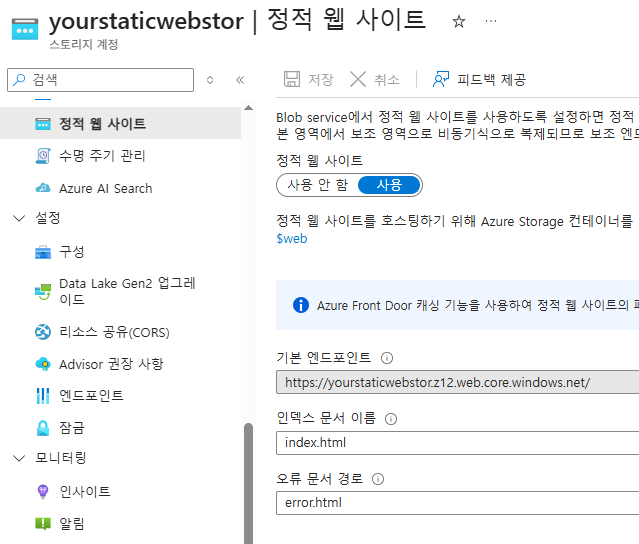 yourstaticwebstor | 정적 웹 사이트
스토리지 계정
검색
정적 웹 사이트
수명 주기 관리
Azure AI Search
설정
구성
Data Lake Gen2 업그레
이드
리소스 공유(CORS)
Advisor 권장 사항
엔드포인트
잠금
모니터링
인사이트
알림
저장 취소 피드백 제공
Blob service에서 정적 웹 사이트를 사용하도록 설정하면 정적
본 영역에서 보조 영역으로 비동기식으로 복제되므로 보조 엔드
정적 웹 사이트
사용 안 함 사용
정적 웹 사이트를 호스팅하기 위해 Azure Storage 컨테이너를
$web
Azure Front Door 캐싱 기능을 사용하여 정적 웹 사이트의
기본 엔드포인트
https://yourstaticwebstor.z12.web.core.windows.net/
인덱스 문서 이름
index.html
오류 문서 경로
error.html